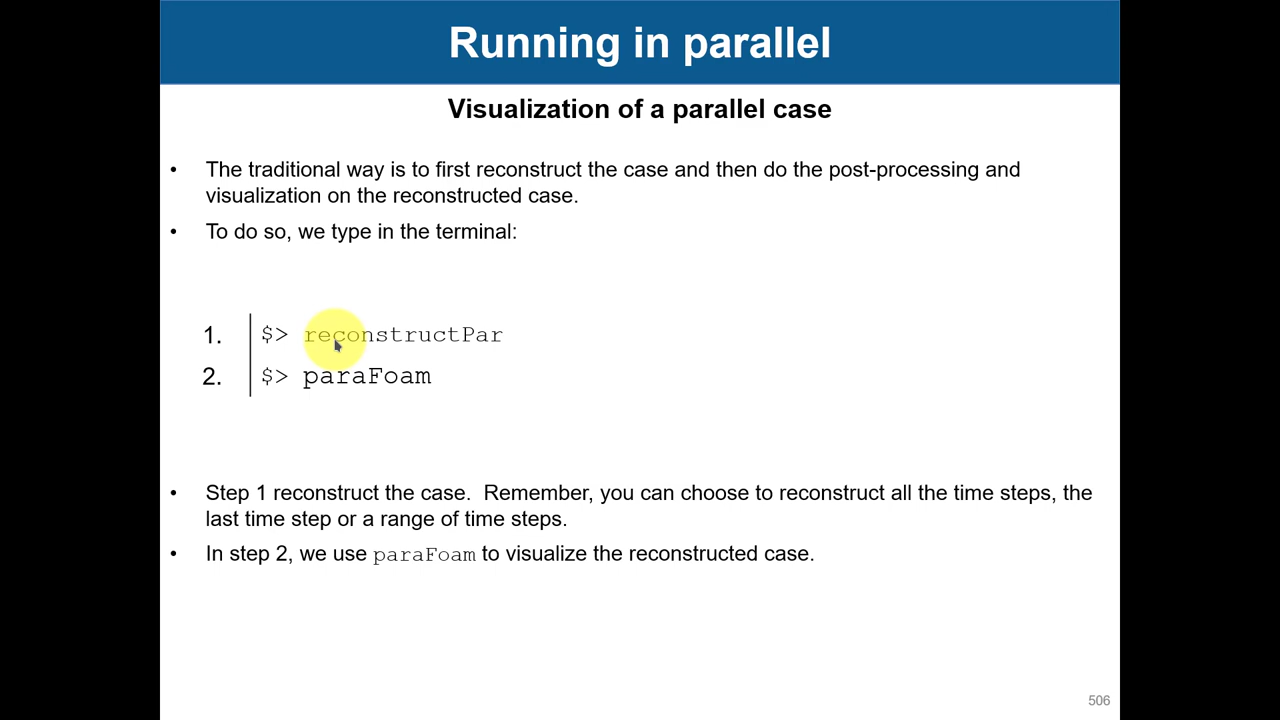 Running in parallel
Visualization of a parallel case
• The traditional way is to first reconstruct the case and then do the post-processing and
visualization on the reconstructed case.
• To do so, we type in the terminal:
1. $> reconstructPar
2. $> paraFoam
• Step 1 reconstruct the case.  Remember, you can choose to reconstruct all the time steps, the
last time step or a range of time steps.
• In step 2, we use paraFoam to visualize the reconstructed case.
506